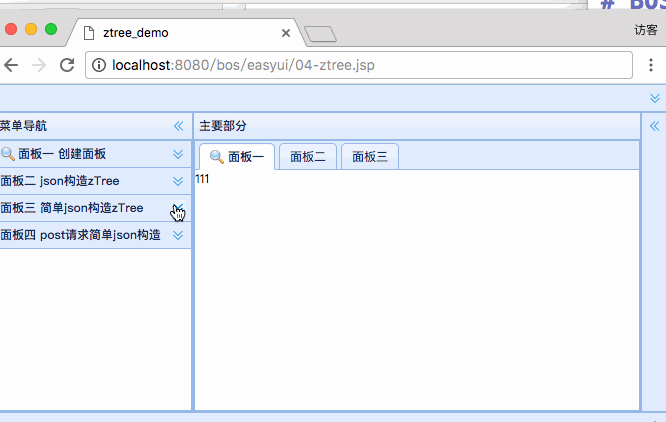 # BOS
ztree_demo
访客
localhost:8080/bos/easyui/04-ztree.jsp
菜单导航
主要部分
面板一 创建面板
面板二 json构造zTree
面板三 简单json构造zTree
面板四 post请求简单json构造
面板一
面板二
面板三
111